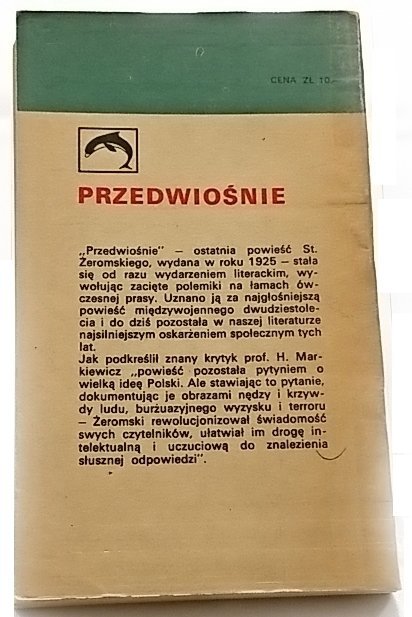 CENA ZŁ 10.-
PRZEDWIOŚNIE
„Przedwiośnie" – ostatnia powieść St.
Żeromskiego, wydana w roku 1925 – stała
się od razu wydarzeniem literackim, wy-
wołując zacięte polemiki na łamach ów-
czesnej prasy. Uznano ją za najgłośniejszą
powieść międzywojennego dwudziestole-
cia i do dziś pozostała w naszej literaturze
najsilniejszym oskarżeniem społecznym tych
lat.
Jak podkreślił znany krytyk prof. H. Mar-
kiewicz „powieść pozostała pytyniem o
wielką ideę Polski. Ale stawiając to pytanie,
dokumentując je obrazami nędzy i krzyw-
dy ludu, burżuazyjnego wyzysku i terroru
– Żeromski rewolucjonizował świadomość
swych czytelników, ułatwiał im drogę in-
telektualną i uczuciową do znalezienia
słusznej odpowiedzi".